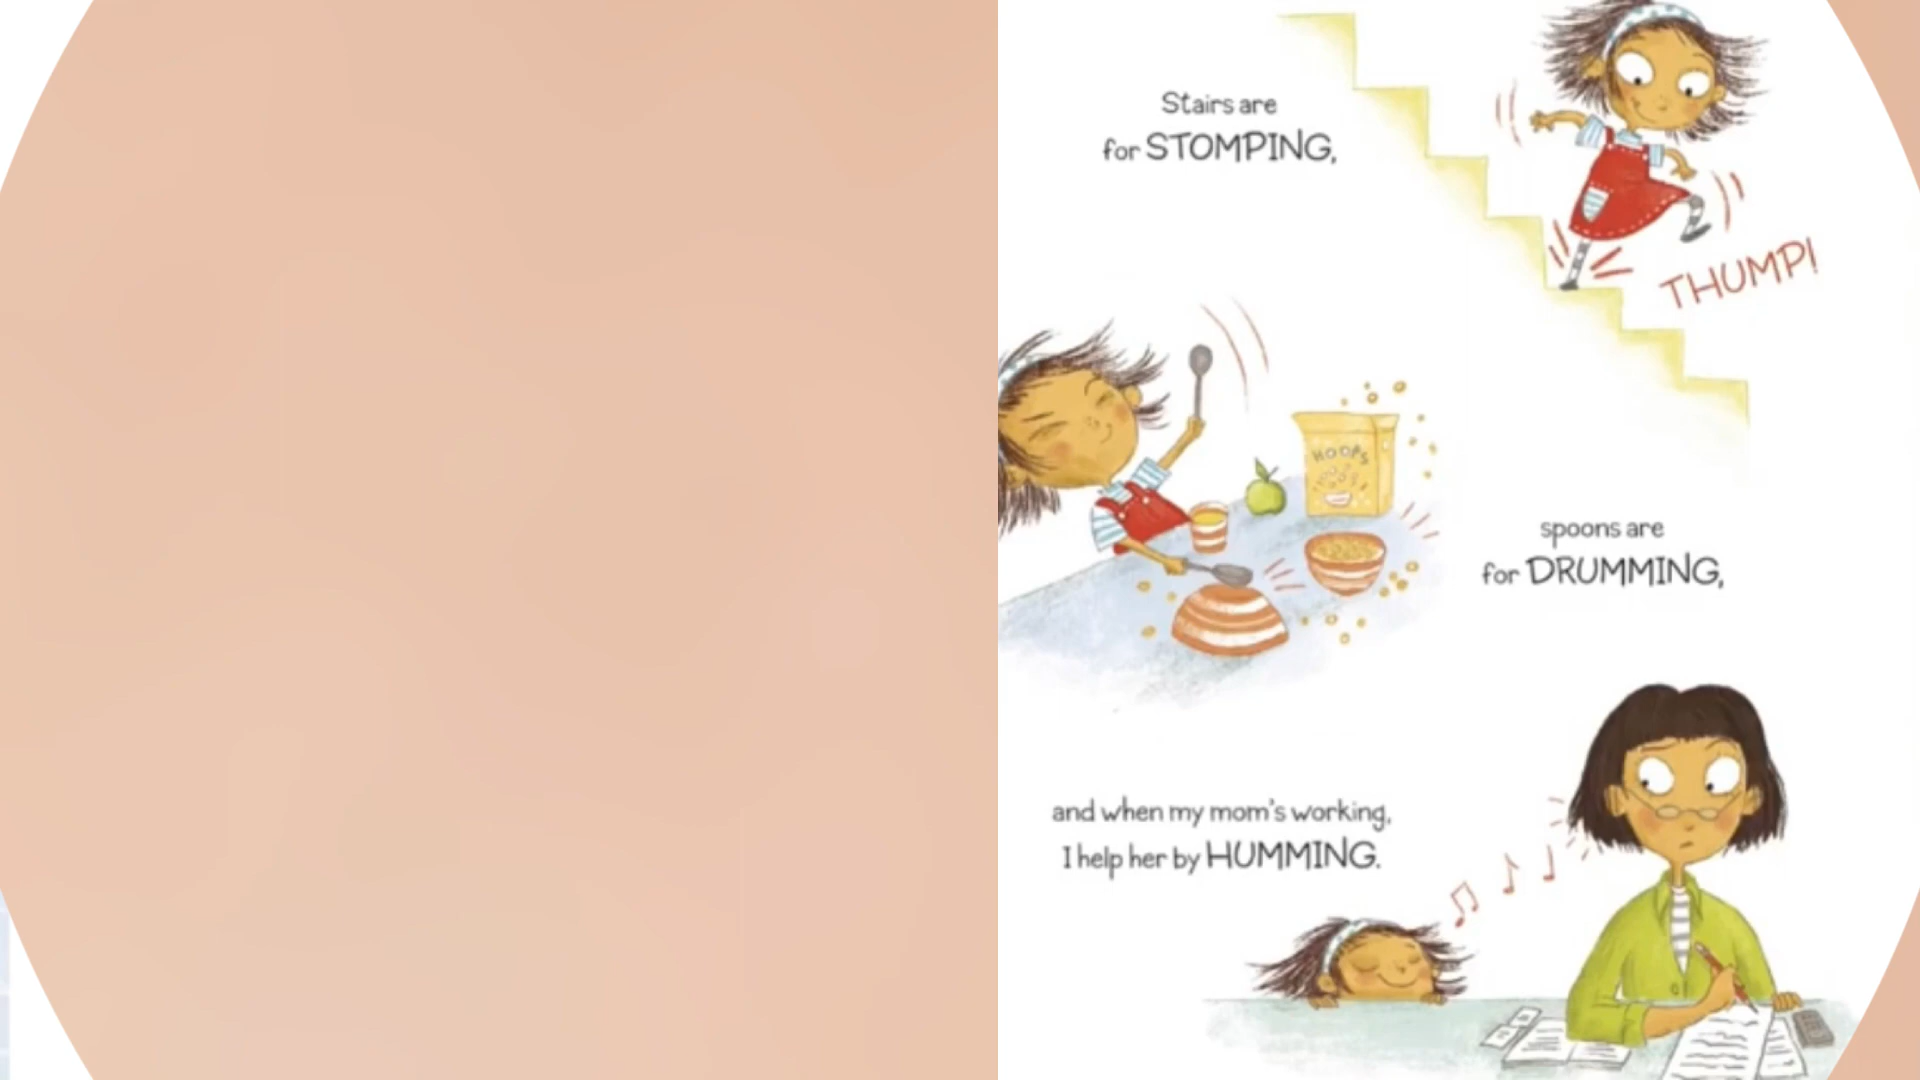 Stairs are
for STOMPING,
THUMP!
HOOPS
spoons are
for DRUMMING,
and when my mom's working,
I help her by HUMMING.